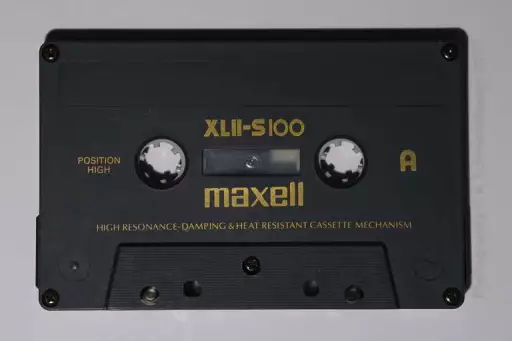 XLII-S100
POSITION
HIGH
A
maxell
HIGH RESONANCE-DAMPING & HEAT RESISTANT CASSETTE MECHANISM